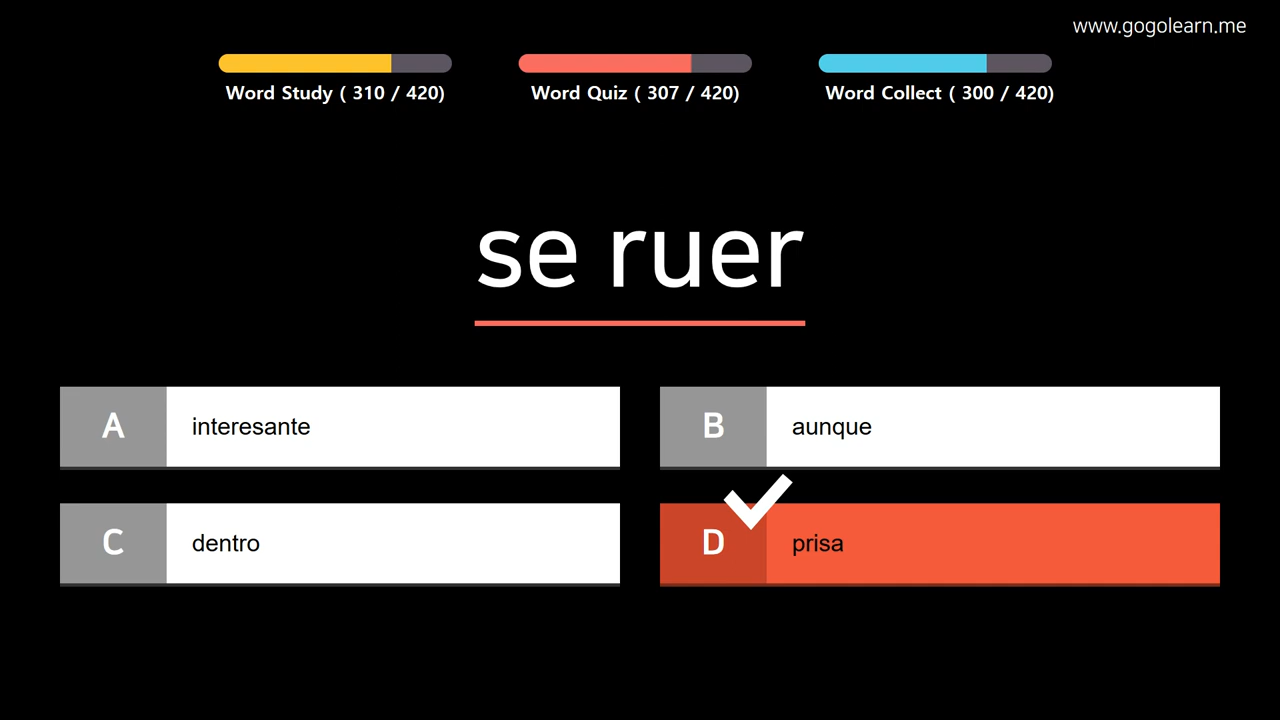 www.gogolearn.me
Word Study ( 310 / 420)
Word Quiz ( 307 / 420)
Word Collect ( 300 / 420)
se ruer
A interesante
B aunque
C dentro
D prisa